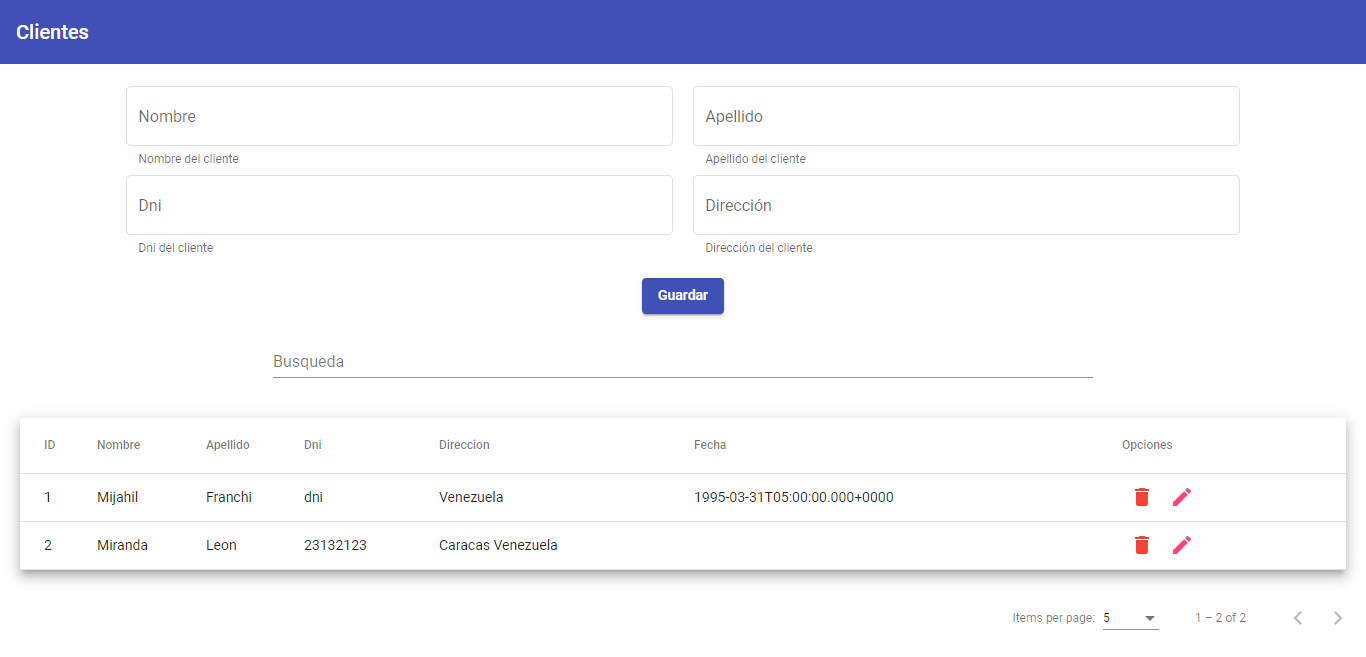 Clientes
Nombre
Apellido
Nombre del cliente
Apellido del cliente
Dni
Dirección
Dni del cliente
Dirección del cliente
Guardar
Busqueda
ID Nombre Apellido Dni Direccion Fecha Opciones
1 Mijahil Franchi dni Venezuela 1995-03-31T05:00:00.000+0000
2 Miranda Leon 23132123 Caracas Venezuela
Items per page: 5 1 – 2 of 2